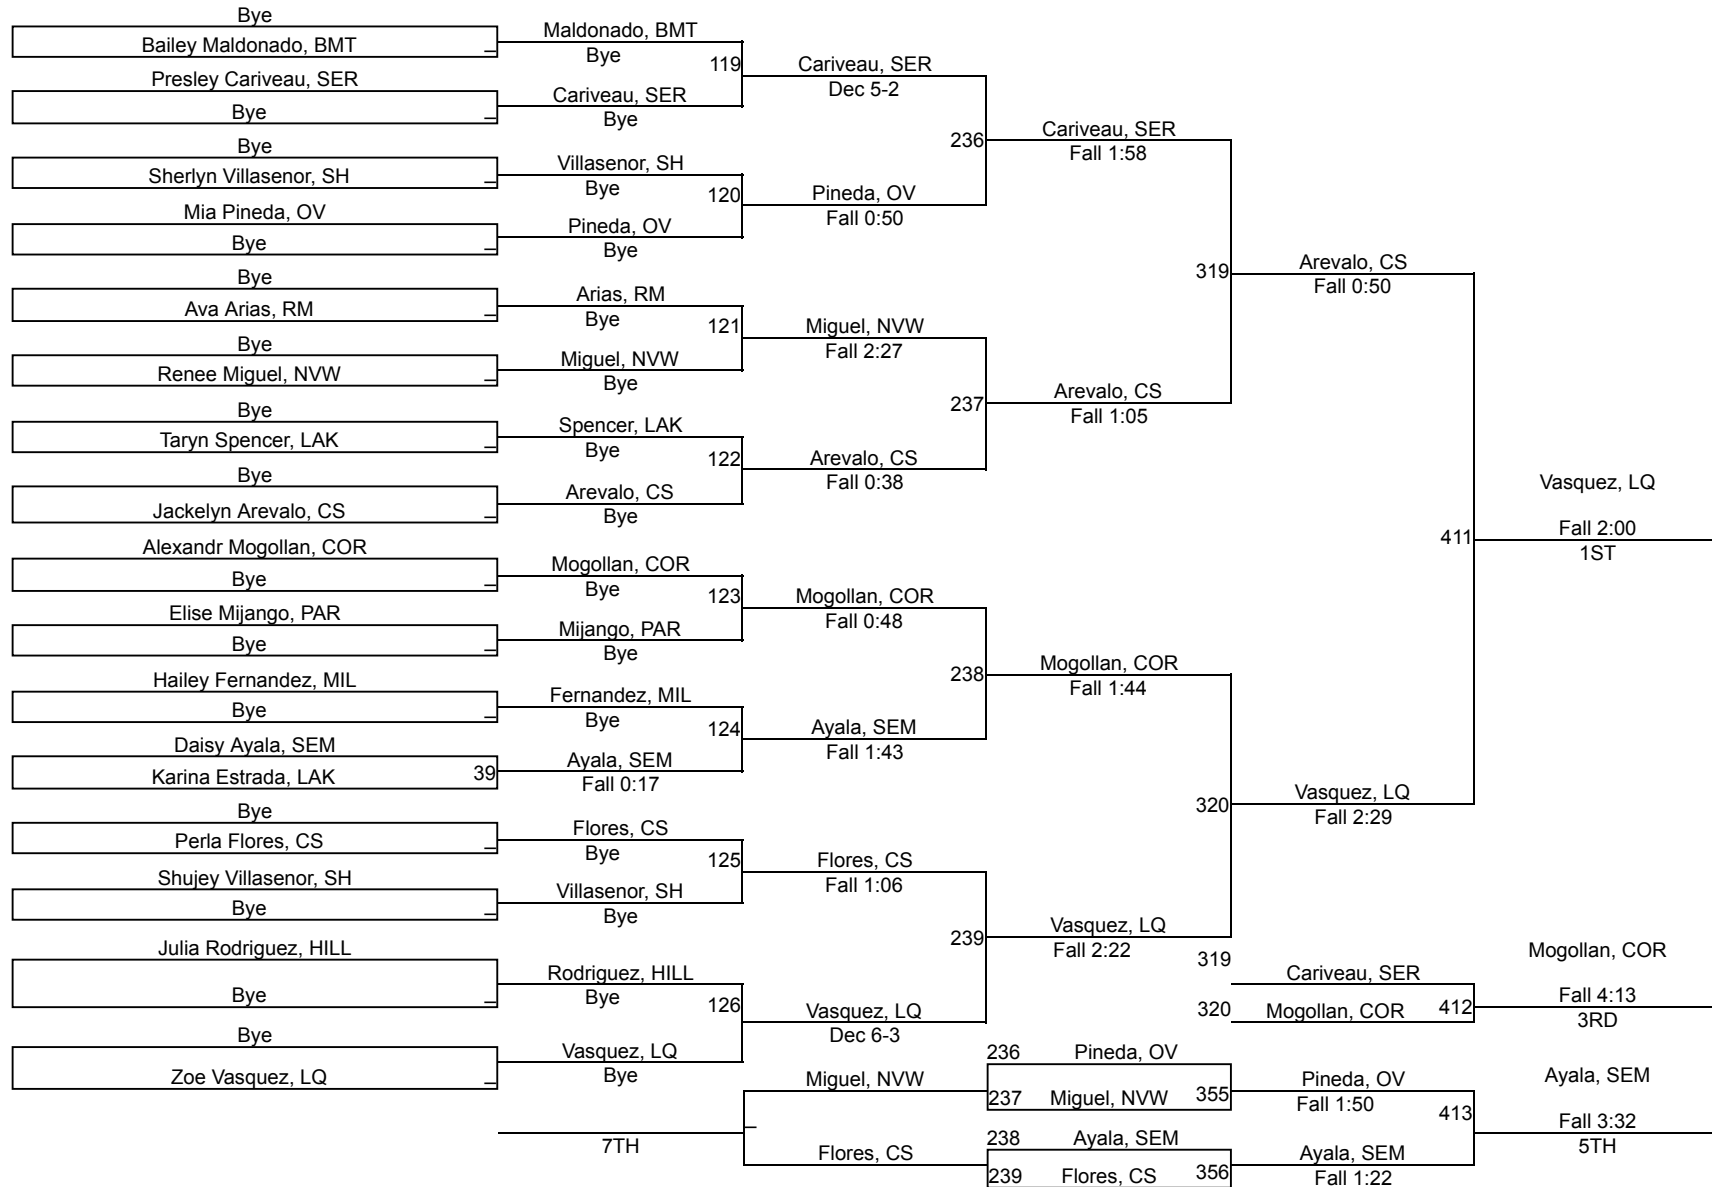 Bye
Bailey Maldonado, BMT
Presley Cariveau, SER
Bye
Bye
Sherlyn Villasenor, SH
Mia Pineda, OV
Bye
Bye
Ava Arias, RM
Bye
Renee Miguel, NVW
Bye
Taryn Spencer, LAK
Bye
Jackelyn Arevalo, CS
Alexandr Mogollan, COR
Bye
Elise Mijango, PAR
Bye
Hailey Fernandez, MIL
Bye
Daisy Ayala, SEM
Karina Estrada, LAK
39
Bye
Perla Flores, CS
Shujey Villasenor, SH
Bye
Julia Rodriguez, HILL
Bye
Bye
Zoe Vasquez, LQ
Maldonado, BMT
Bye
119
Cariveau, SER
Bye
Villasenor, SH
Bye
120
Pineda, OV
Bye
Arias, RM
Bye
121
Miguel, NVW
Bye
Spencer, LAK
Bye
122
Arevalo, CS
Bye
Mogollan, COR
Bye
123
Mijango, PAR
Bye
Fernandez, MIL
Bye
124
Ayala, SEM
Fall 0:17
Flores, CS
Bye
125
Villasenor, SH
Bye
Rodriguez, HILL
Bye
126
Vasquez, LQ
Bye
Cariveau, SER
Dec 5-2
236
Pineda, OV
Fall 0:50
Miguel, NVW
Fall 2:27
237
Arevalo, CS
Fall 0:38
Mogollan, COR
Fall 0:48
238
Ayala, SEM
Fall 1:43
Flores, CS
Fall 1:06
239
Vasquez, LQ
Dec 6-3
Cariveau, SER
Fall 1:58
319
Arevalo, CS
Fall 1:05
Mogollan, COR
Fall 1:44
320
Vasquez, LQ
Fall 2:22
Arevalo, CS
Fall 0:50
411
Vasquez, LQ
Fall 2:29
Vasquez, LQ
Fall 2:00
1ST
319
Cariveau, SER
320
Mogollan, COR
412
Mogollan, COR
Fall 4:13
3RD
236
Pineda, OV
237
Miguel, NVW
355
238
Ayala, SEM
239
Flores, CS
356
Pineda, OV
Fall 1:50
413
Ayala, SEM
Fall 1:22
Ayala, SEM
Fall 3:32
5TH
Miguel, NVW
Flores, CS
7TH